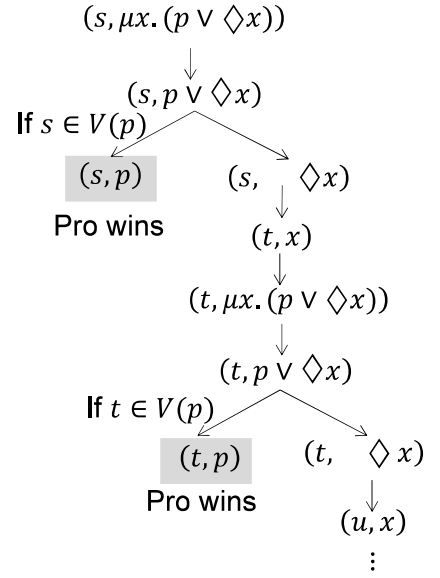 (s, μx.(p ∨ ◇x))
(s, p ∨ ◇x)
If s ∈ V(p)
(s, p)
(s, ◇x)
Pro wins
(t, x)
(t, μx.(p ∨ ◇x))
(t, p ∨ ◇x)
If t ∈ V(p)
(t, p)
(t, ◇x)
Pro wins
(u, x)
⋮